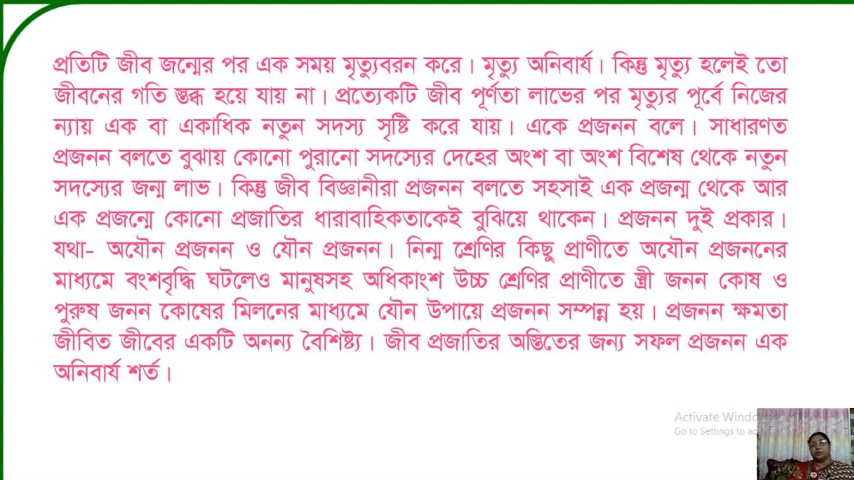 প্রতিটি জীব জন্মের পর এক সময় মৃত্যুবরন করে। মৃত্যু অনিবার্য। কিন্তু মৃত্যু হলেই তো
জীবনের গতি স্তব্ধ হয়ে যায় না। প্রত্যেকটি জীব পূর্ণতা লাভের পর মৃত্যুর পূর্বে নিজের
ন্যায় এক বা একাধিক নতুন সদস্য সৃষ্টি করে যায়। একে প্রজনন বলে। সাধারণত
প্রজনন বলতে বুঝায় কোনো পুরানো সদস্যের দেহের অংশ বা অংশ বিশেষ থেকে নতুন
সদস্যের জন্ম লাভ। কিন্তু জীব বিজ্ঞানীরা প্রজনন বলতে সহসাই এক প্রজন্ম থেকে আর
এক প্রজন্মে কোনো প্রজাতির ধারাবাহিকতাকেই বুঝিয়ে থাকেন। প্রজনন দুই প্রকার।
যথা- অযৌন প্রজনন ও যৌন প্রজনন। নিন্ম শ্রেণির কিছু প্রাণীতে অযৌন প্রজননের
মাধ্যমে বংশবৃদ্ধি ঘটলেও মানুষসহ অধিকাংশ উচ্চ শ্রেণির প্রাণীতে স্ত্রী জনন কোষ ও
পুরুষ জনন কোষের মিলনের মাধ্যমে যৌন উপায়ে প্রজনন সম্পন্ন হয়। প্রজনন ক্ষমতা
জীবিত জীবের একটি অনন্য বৈশিষ্ট্য। জীব প্রজাতির অস্তিতের জন্য সফল প্রজনন এক
অনিবার্য শর্ত।
Activate Windo
Go to Settings to a